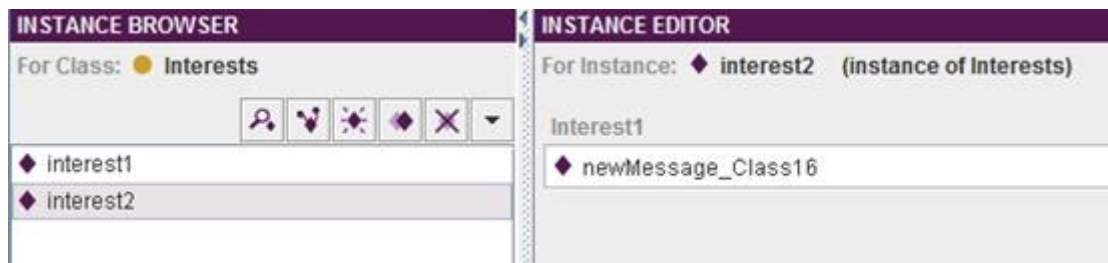 INSTANCE BROWSER
For Class: Interests
interest1
interest2
INSTANCE EDITOR
For Instance: interest2 (instance of Interests)
Interest1
newMessage_Class16